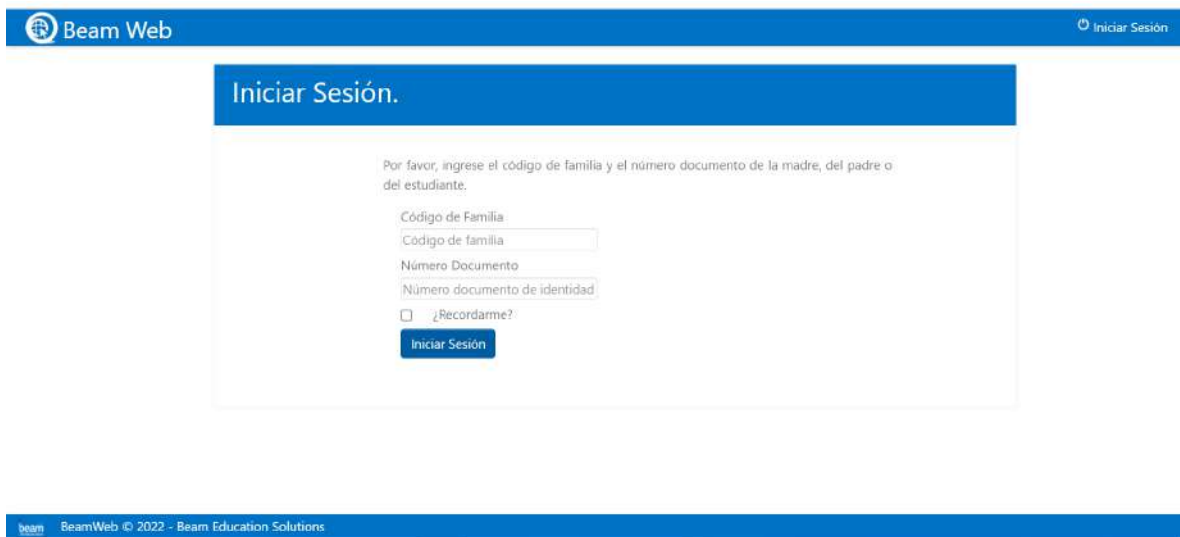 Beam Web
Iniciar Sesión
Iniciar Sesión.
Por favor, ingrese el código de familia y el número documento de la madre, del padre o
del estudiante.
Código de Familia
Código de familia
Número Documento
Número documento de identidad
¿Recordarme?
Iniciar Sesión
beam BeamWeb © 2022 - Beam Education Solutions